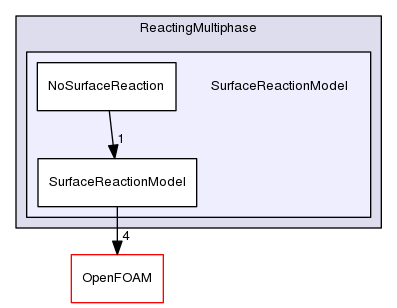 ReactingMultiphase
NoSurfaceReaction
SurfaceReactionModel
1
SurfaceReactionModel
4
OpenFOAM